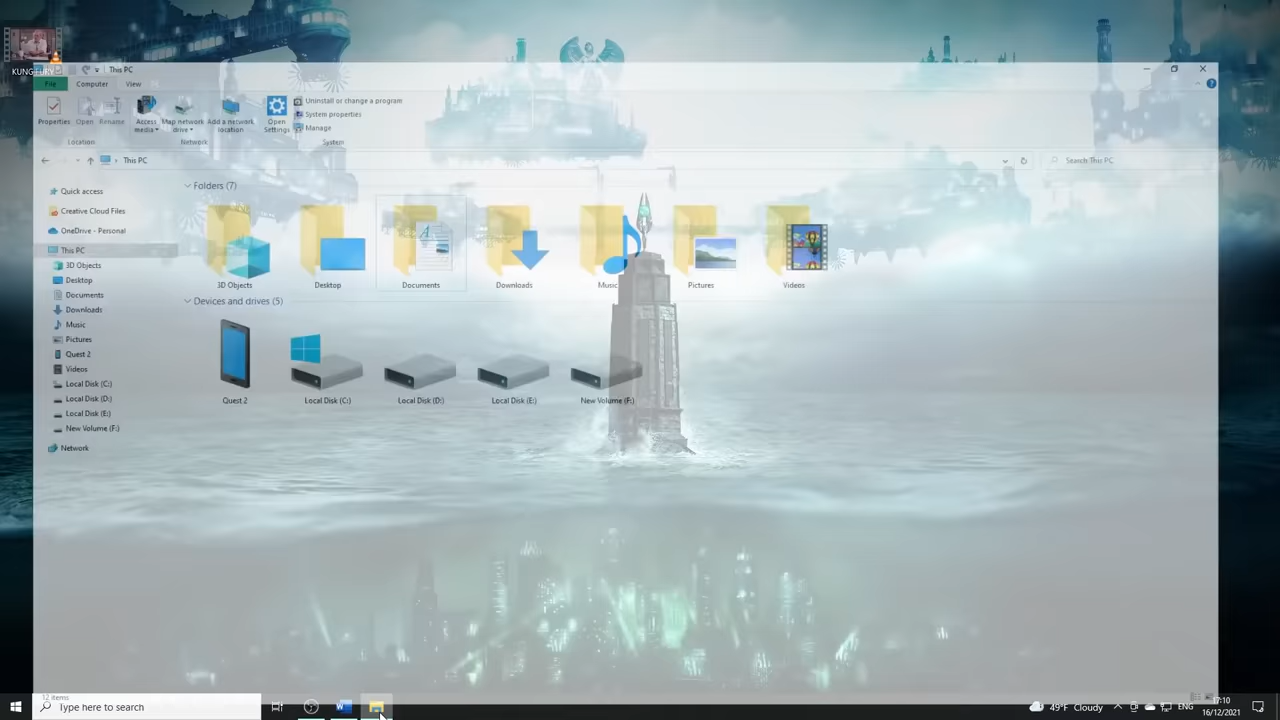 KUNG FURY
This PC
File
Computer
View
Properties
Open
Rename
Access media
Map network drive
Add a network location
Open Settings
Uninstall or change a program
System properties
Manage
Location
Network
System
This PC
Search This PC
Quick access
Creative Cloud Files
OneDrive - Personal
This PC
3D Objects
Desktop
Documents
Downloads
Music
Pictures
Quest 2
Videos
Local Disk (C:)
Local Disk (D:)
Local Disk (E:)
New Volume (F:)
Network
Folders (7)
3D Objects
Desktop
Documents
Downloads
Music
Pictures
Videos
Devices and drives (5)
Quest 2
Local Disk (C:)
Local Disk (D:)
Local Disk (E:)
New Volume (F:)
12 items
Type here to search
W
49°F Cloudy
ENG
17:10
16/12/2021